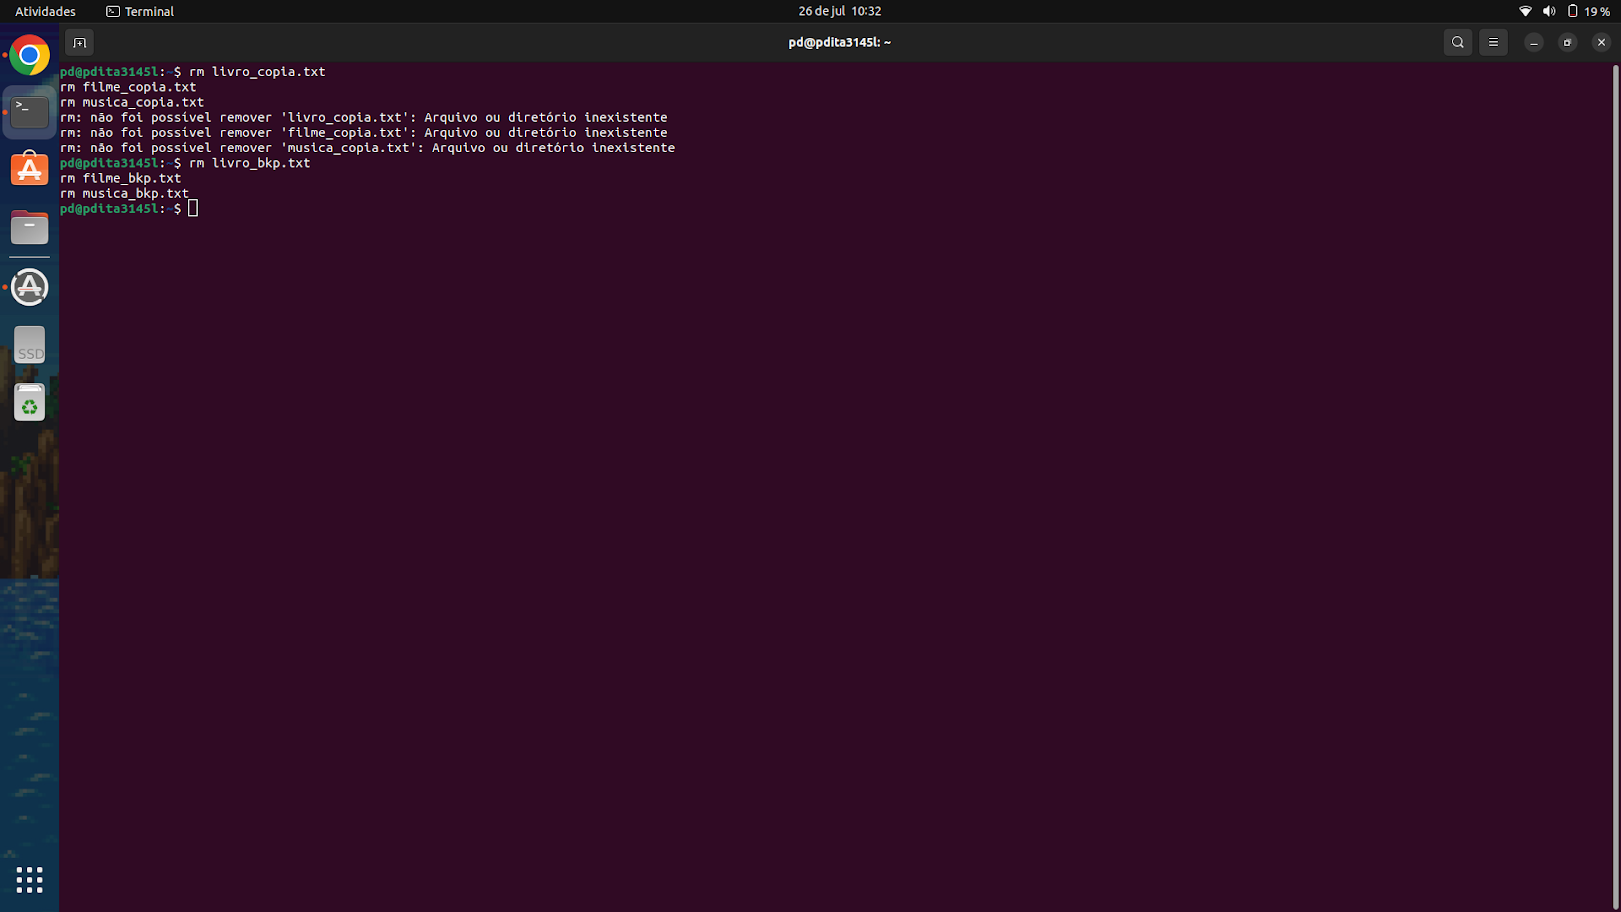 Atividades
Terminal
26 de jul 10:32
19 %
pd@pdita3145l: ~
pd@pdita3145l:~$ rm livro_copia.txt
rm filme_copia.txt
rm musica_copia.txt
rm: não foi possível remover 'livro_copia.txt': Arquivo ou diretório inexistente
rm: não foi possível remover 'filme_copia.txt': Arquivo ou diretório inexistente
rm: não foi possível remover 'musica_copia.txt': Arquivo ou diretório inexistente
pd@pdita3145l:~$ rm livro_bkp.txt
rm filme_bkp.txt
rm musica_bkp.txt
pd@pdita3145l:~$
SSD